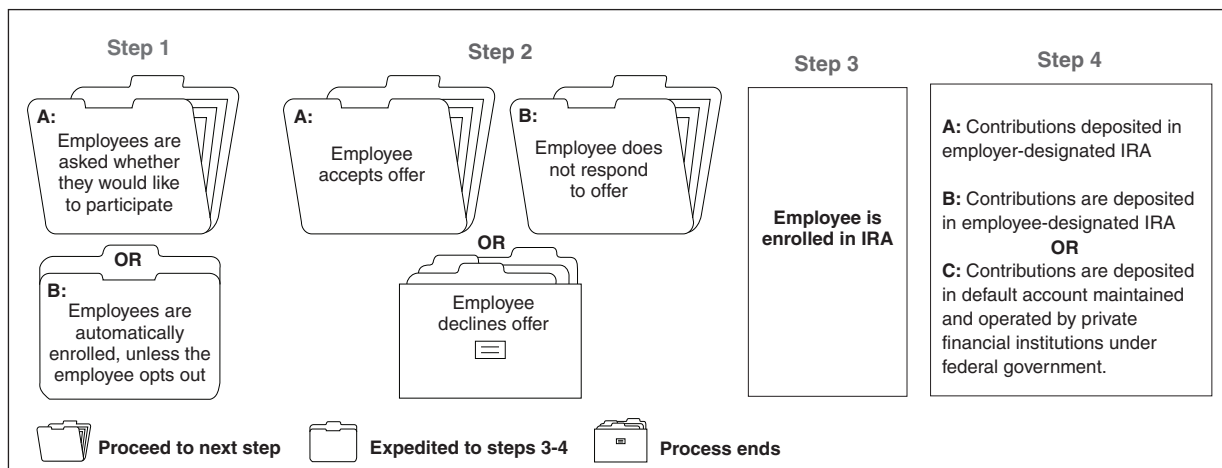 Step 1
A:
Employees are
asked whether
they would like
to participate
OR
B:
Employees are
automatically
enrolled, unless the
employee opts out
Step 2
A:
Employee
accepts offer
B:
Employee does
not respond
to offer
OR
Employee
declines offer
Step 3
Employee is
enrolled in IRA
Step 4
A: Contributions deposited in
employer-designated IRA
B: Contributions are deposited
in employee-designated IRA
OR
C: Contributions are deposited
in default account maintained
and operated by private
financial institutions under
federal government.
Proceed to next step
Expedited to steps 3-4
Process ends